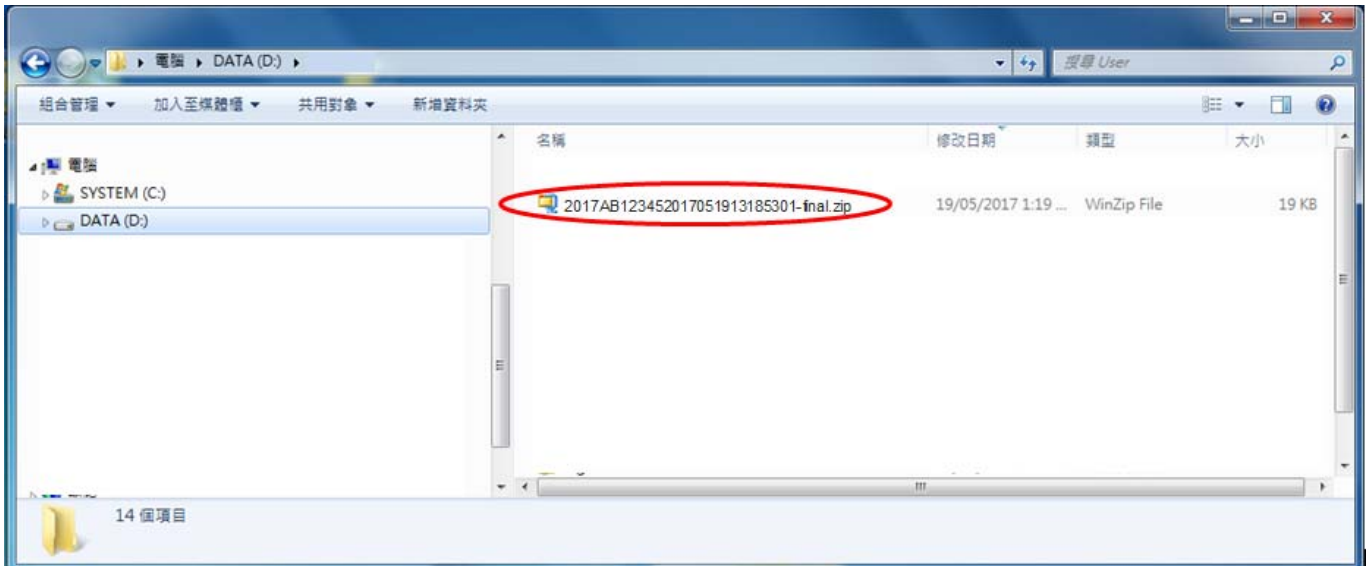 電腦 DATA (D:) 搜尋 User
組合管理 加入至媒體櫃 共用對象 新增資料夾
名稱 修改日期 類型 大小
電腦
SYSTEM (C:)
DATA (D:)
2017AB123452017051913185301-final.zip 19/05/2017 1:19 ... WinZip File 19 KB
14 個項目